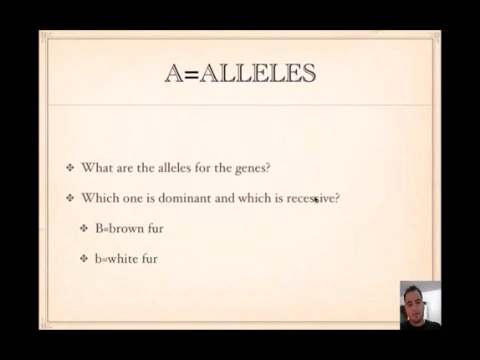 A=ALLELES
What are the alleles for the genes?
Which one is dominant and which is recessive?
B=brown fur
b=white fur